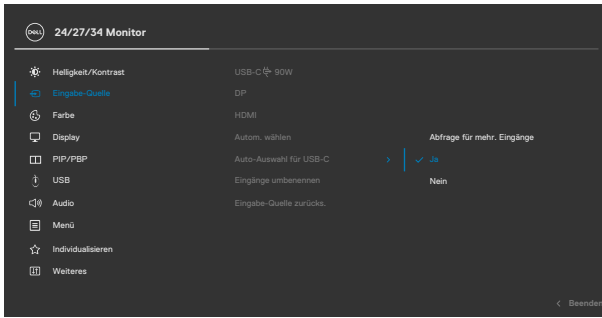 DELL 24/27/34 Monitor
Helligkeit/Kontrast USB-C 90W
Eingabe-Quelle DP
Farbe HDMI
Display Autom. wählen Abfrage für mehr. Eingänge
PIP/PBP Auto-Auswahl für USB-C Ja
USB Eingänge umbenennen Nein
Audio Eingabe-Quelle zurücks.
Menü
Individualisieren
Weiteres
Beenden